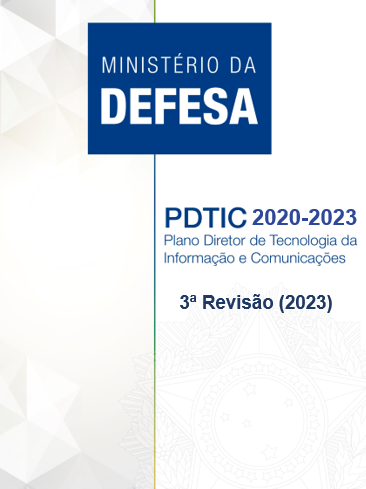 MINISTÉRIO DA
DEFESA
PDTIC 2020-2023
Plano Diretor de Tecnologia da
Informação e Comunicações
3ª Revisão (2023)